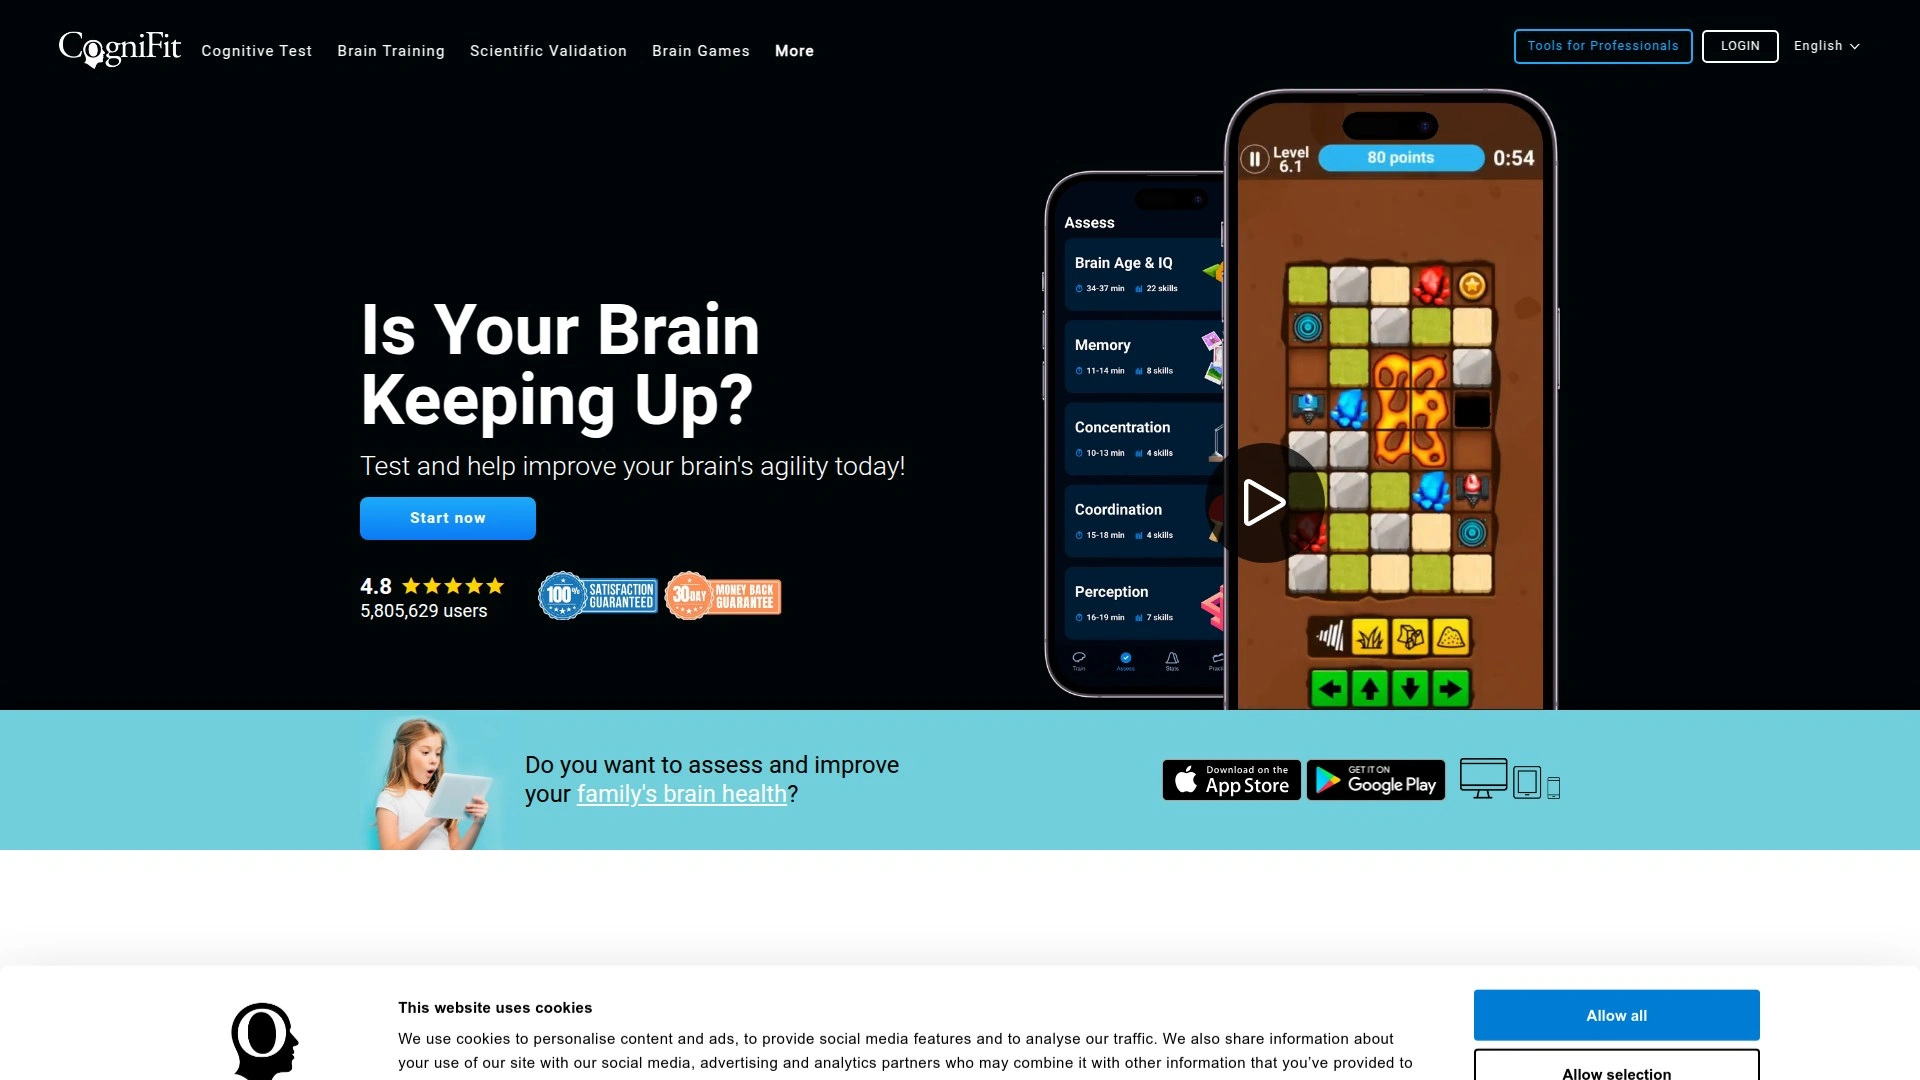 CogniFit
Cognitive Test
Brain Training
Scientific Validation
Brain Games
More
Tools for Professionals
LOGIN
English
Is Your Brain
Keeping Up?
Test and help improve your brain's agility today!
Start now
4.8
5,805,629 users
100% SATISFACTION
GUARANTEED
30DAY MONEY BACK
GUARANTEE
Assess
Brain Age & IQ
34-37 min 22 skills
Memory
11-14 min 8 skills
Concentration
10-13 min 4 skills
Coordination
15-18 min 4 skills
Perception
16-19 min 7 skills
Train
Assess
Stats
Level
6.1
80 points
0:54
Do you want to assess and improve
your family's brain health?
Download on the
App Store
GET IT ON
Google Play
This website uses cookies
We use cookies to personalise content and ads, to provide social media features and to analyse our traffic. We also share information about
your use of our site with our social media, advertising and analytics partners who may combine it with other information that you've provided to
Allow all
Allow selection